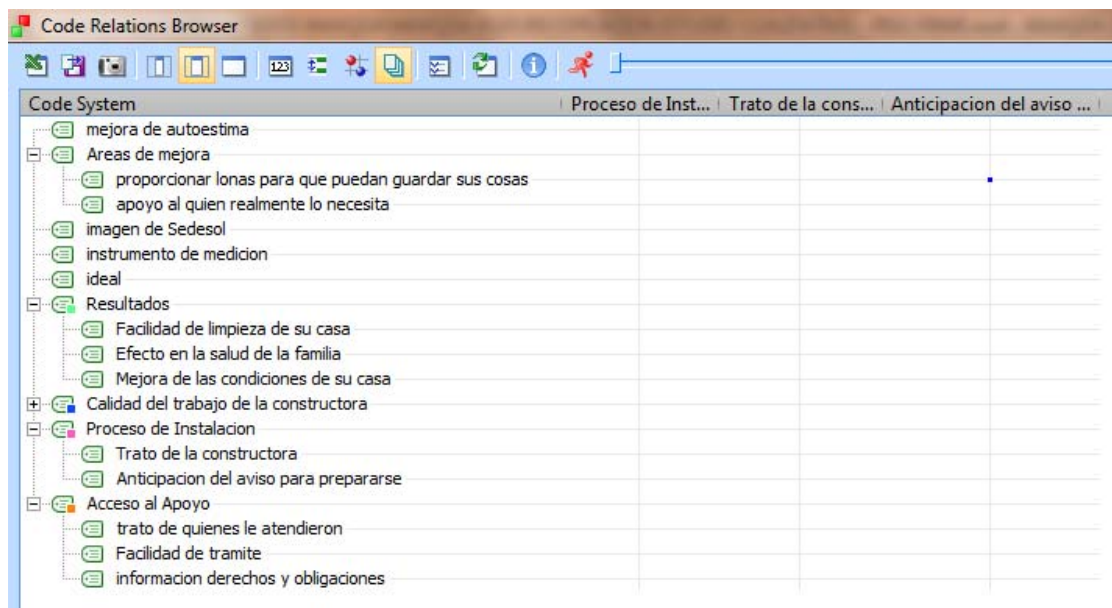 Code Relations Browser
123
Code System Proceso de Inst... Trato de la cons... Anticipacion del aviso ...
mejora de autoestima
Areas de mejora
proporcionar lonas para que puedan guardar sus cosas
apoyo al quien realmente lo necesita
imagen de Sedesol
instrumento de medicion
ideal
Resultados
Facilidad de limpieza de su casa
Efecto en la salud de la familia
Mejora de las condiciones de su casa
Calidad del trabajo de la constructora
Proceso de Instalacion
Trato de la constructora
Anticipacion del aviso para prepararse
Acceso al Apoyo
trato de quienes le atendieron
Facilidad de tramite
informacion derechos y obligaciones